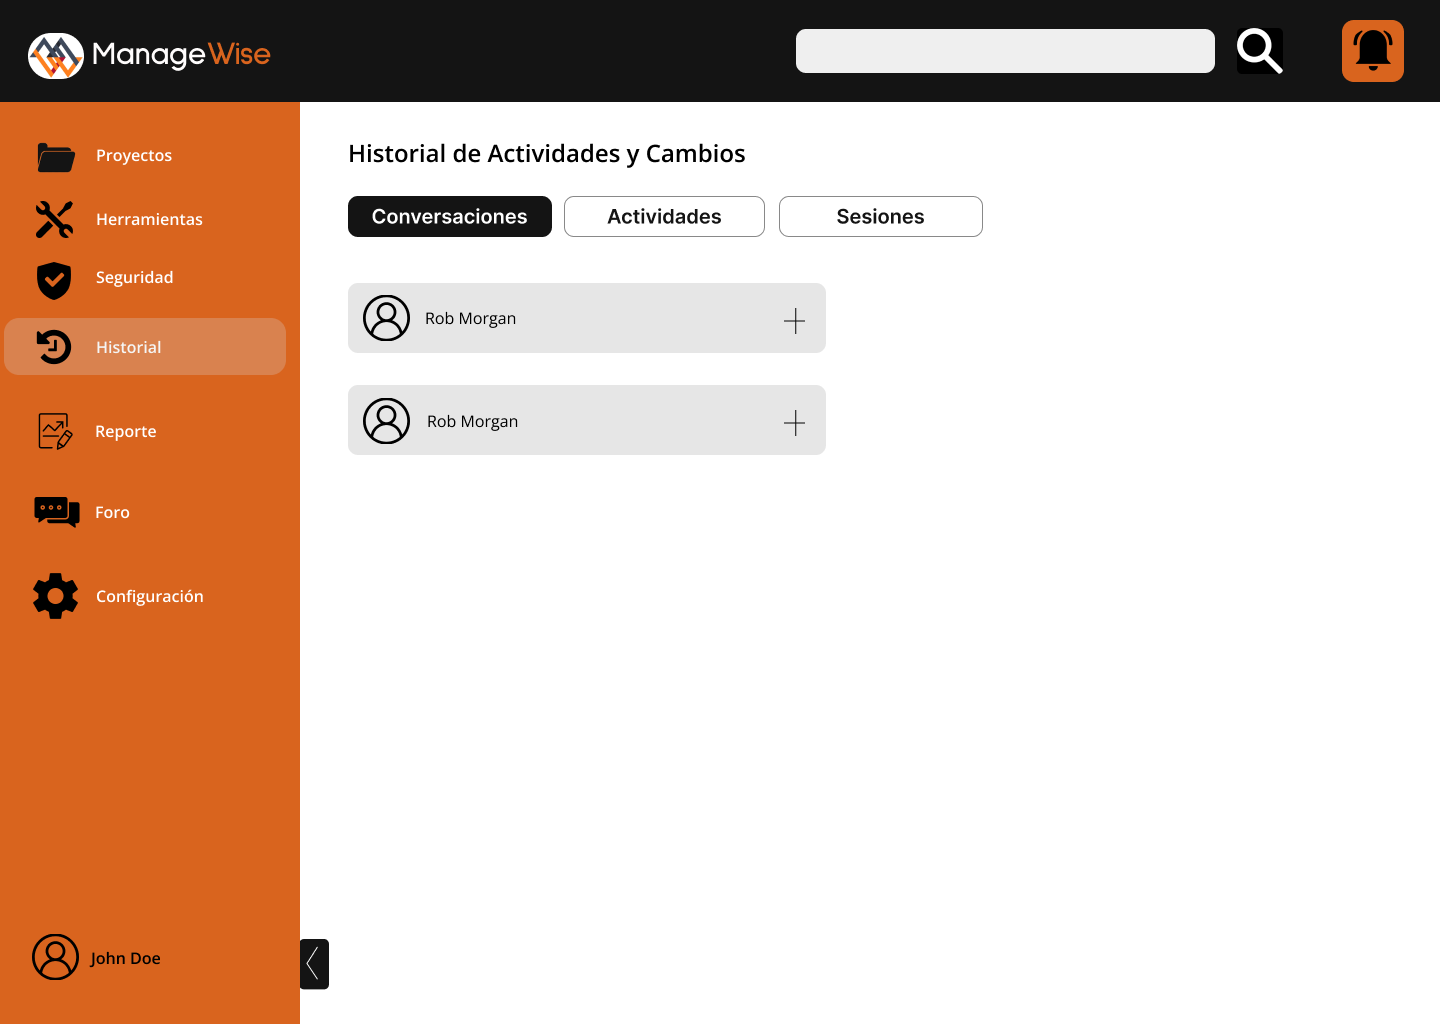 ManageWise
Proyectos
Herramientas
Seguridad
Historial
Reporte
Foro
Configuración
John Doe
Historial de Actividades y Cambios
Conversaciones
Actividades
Sesiones
Rob Morgan
Rob Morgan